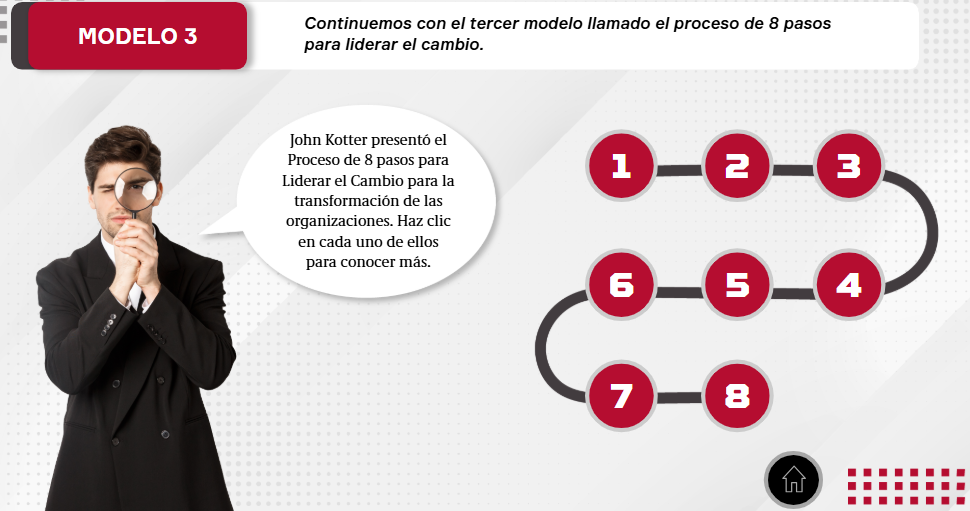 MODELO 3
Continuemos con el tercer modelo llamado el proceso de 8 pasos
para liderar el cambio.
John Kotter presentó el
Proceso de 8 pasos para
Liderar el Cambio para la
transformación de las
organizaciones. Haz clic
en cada uno de ellos
para conocer más.
1 2 3
6 5 4
7 8